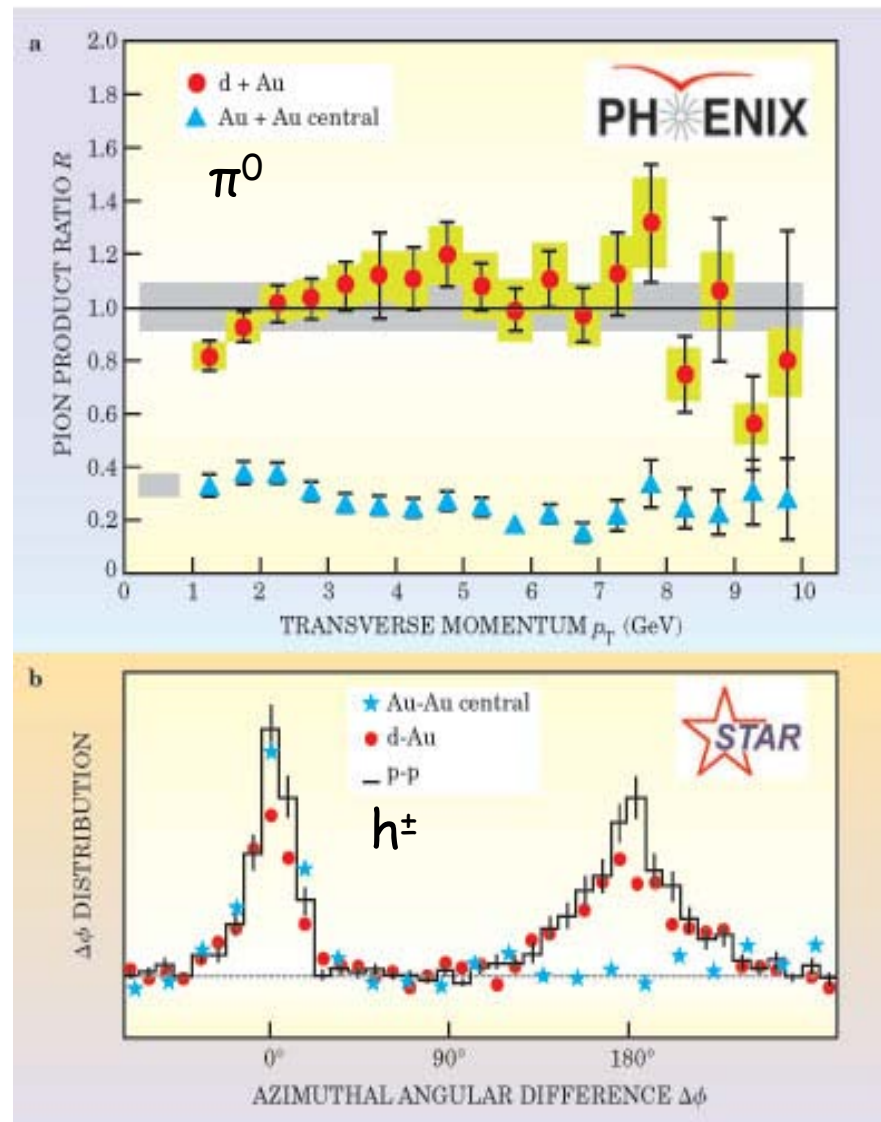 a
2.0
1.8
1.6
1.4
1.2
1.0
0.8
0.6
0.4
0.2
0
PION PRODUCT RATIO R
d + Au
Au + Au central
PHENIX
π⁰
0 1 2 3 4 5 6 7 8 9 10
TRANSVERSE MOMENTUM pT (GeV)
b
Δϕ DISTRIBUTION
Au-Au central
d-Au
p-p
STAR
h±
0° 90° 180°
AZIMUTHAL ANGULAR DIFFERENCE Δϕ